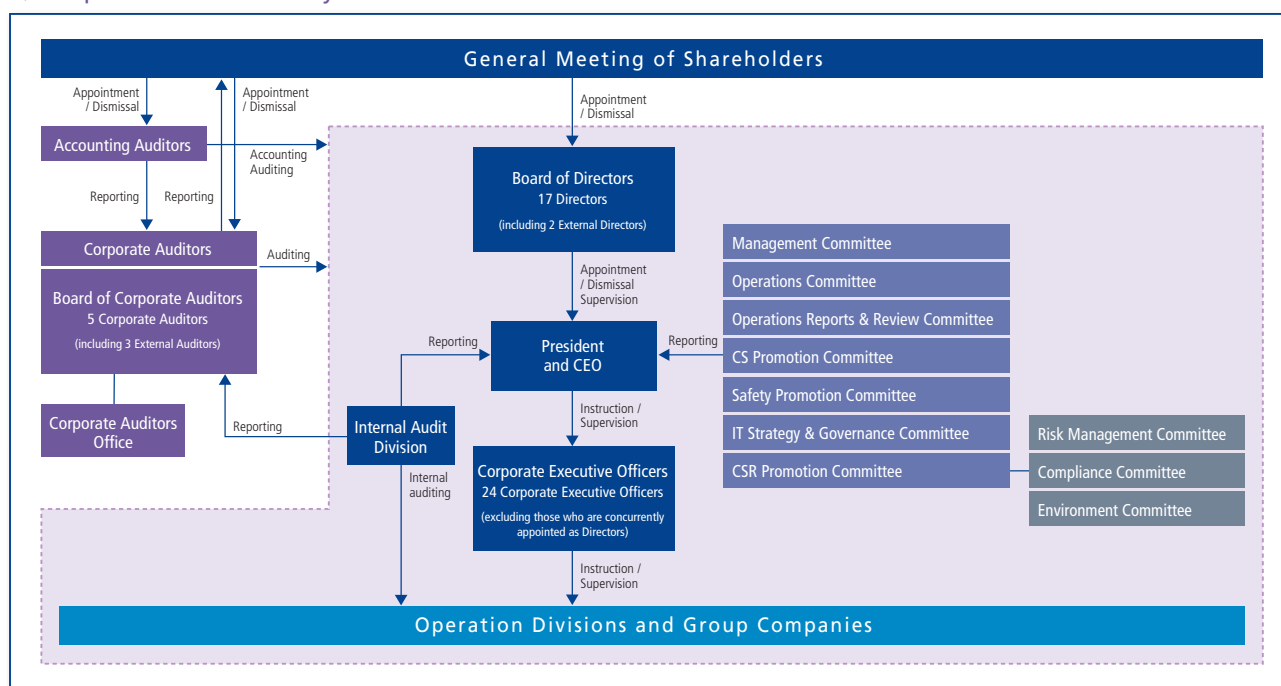 General Meeting of Shareholders
Appointment
/ Dismissal
Appointment
/ Dismissal
Appointment
/ Dismissal
Accounting Auditors
Accounting
Auditing
Reporting
Reporting
Board of Directors
17 Directors
(including 2 External Directors)
Corporate Auditors
Auditing
Board of Corporate Auditors
5 Corporate Auditors
(including 3 External Auditors)
Appointment
/ Dismissal
Supervision
Management Committee
Operations Committee
Operations Reports & Review Committee
CS Promotion Committee
Safety Promotion Committee
IT Strategy & Governance Committee
CSR Promotion Committee
Reporting
President
and CEO
Reporting
Corporate Auditors
Office
Reporting
Internal Audit
Division
Instruction /
Supervision
Risk Management Committee
Compliance Committee
Environment Committee
Internal
auditing
Corporate Executive Officers
24 Corporate Executive Officers
(excluding those who are concurrently
appointed as Directors)
Instruction /
Supervision
Operation Divisions and Group Companies